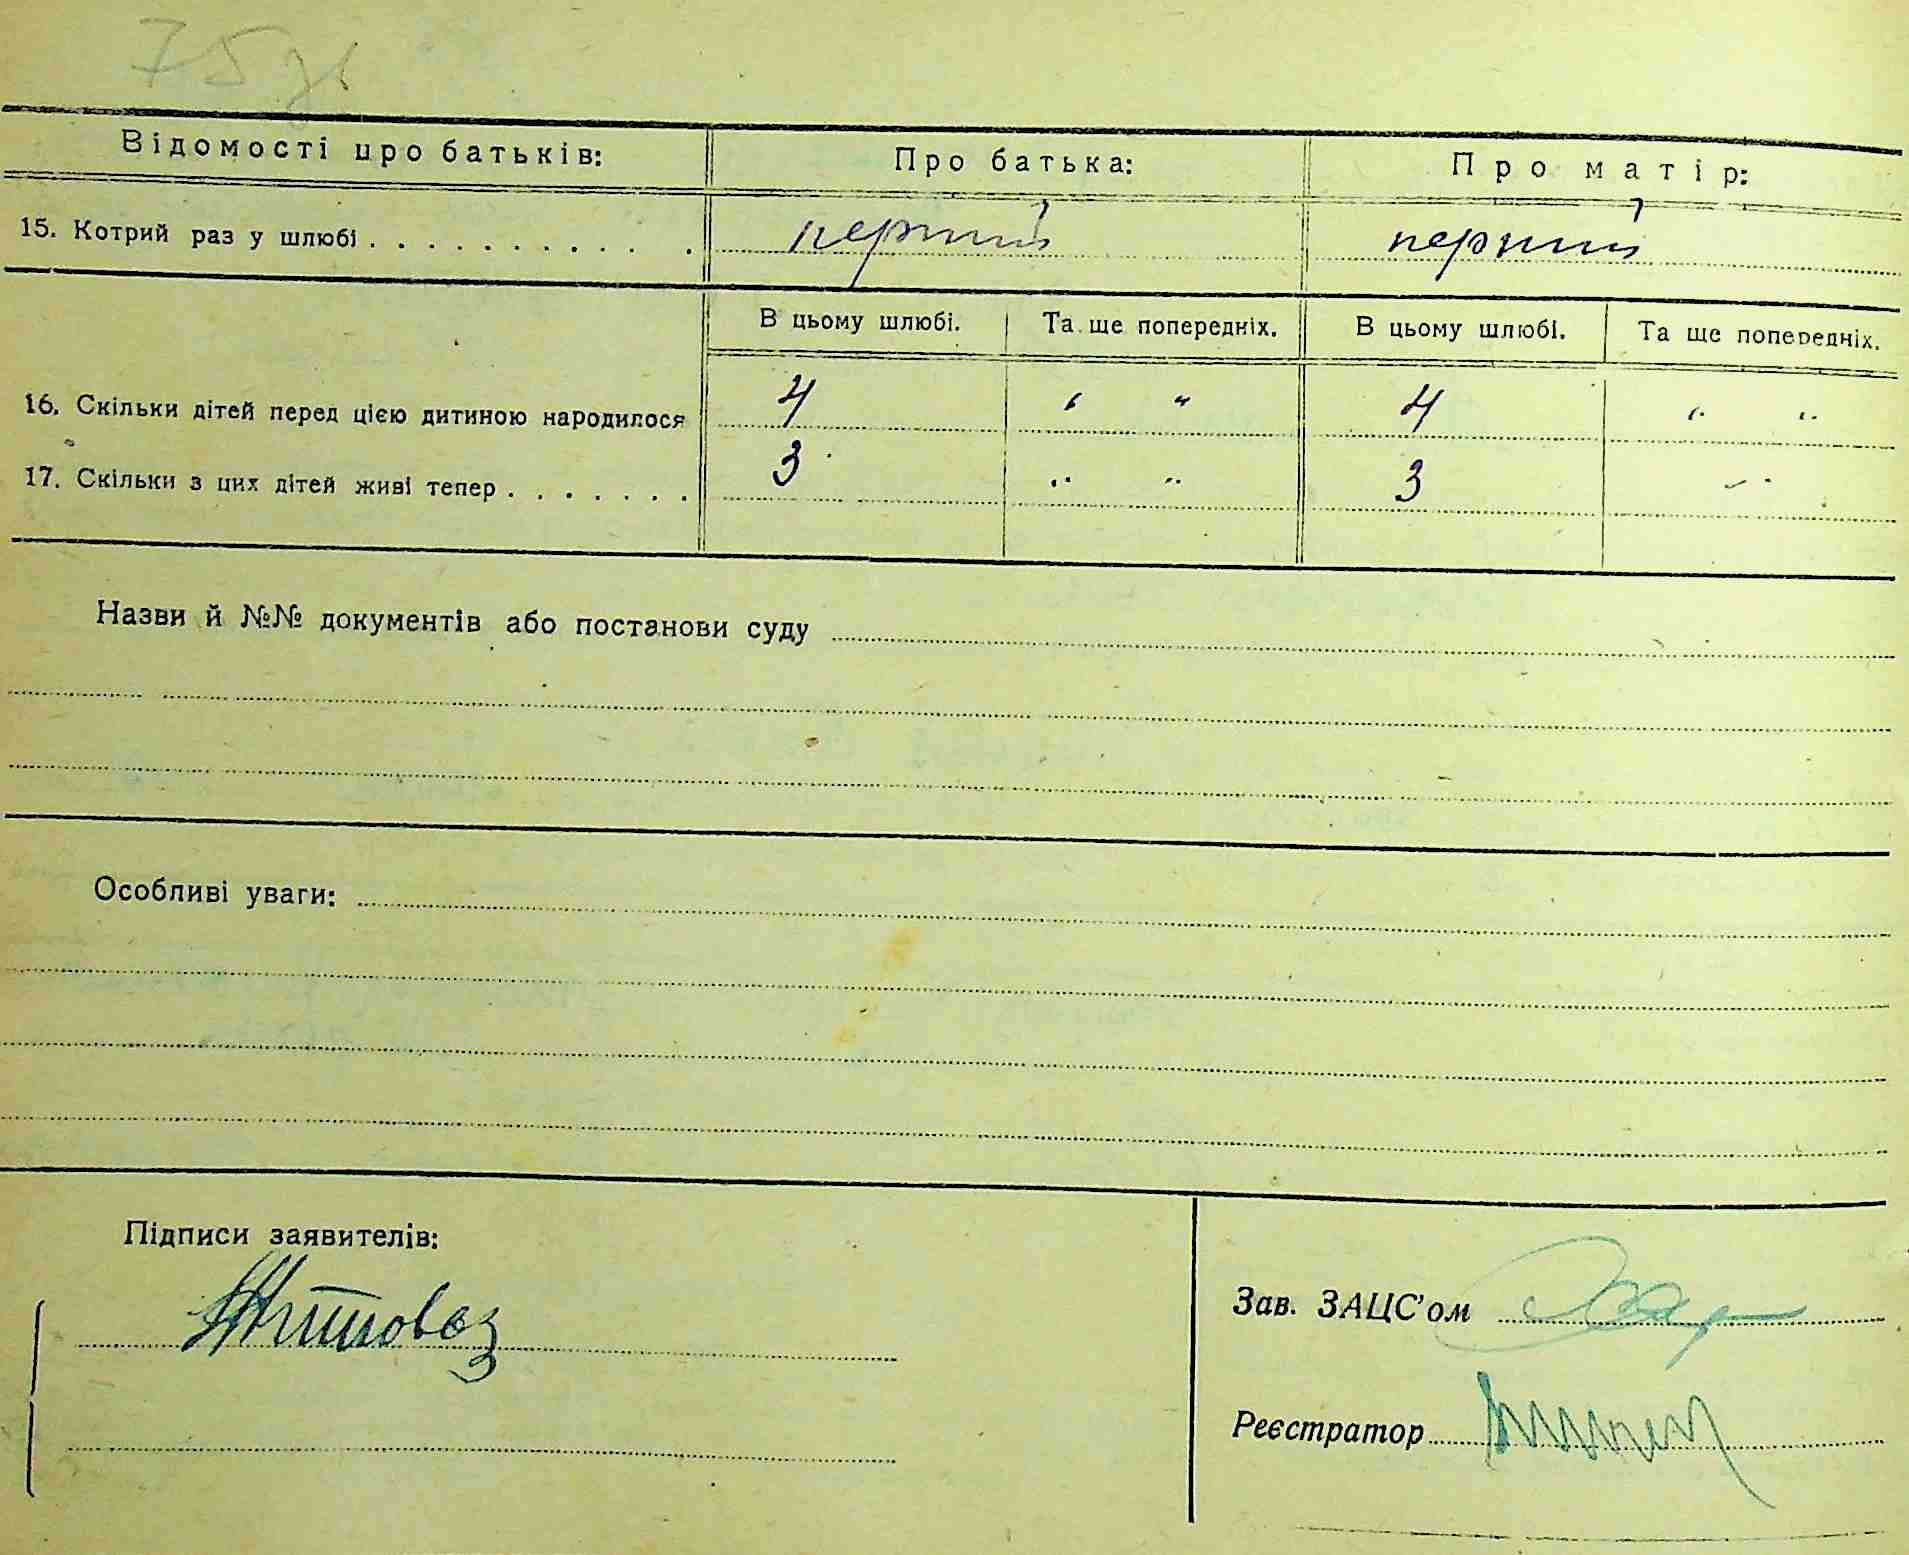 75 зв
Відомості про батьків: Про батька: Про матір:
15. Котрий раз у шлюбі . . . . . . . . . . . перший перший
В цьому шлюбі. Та ще попередніх. В цьому шлюбі. Та ще попередніх.
16. Скільки дітей перед цією дитиною народилося 4 " " 4 " "
17. Скільки з цих дітей живі тепер . . . . . . . 3 " " 3 "
Назви й №№ документів або постанови суду
Особливі уваги:
Підписи заявителів:
Зав. ЗАЦС'ом
Реєстратор